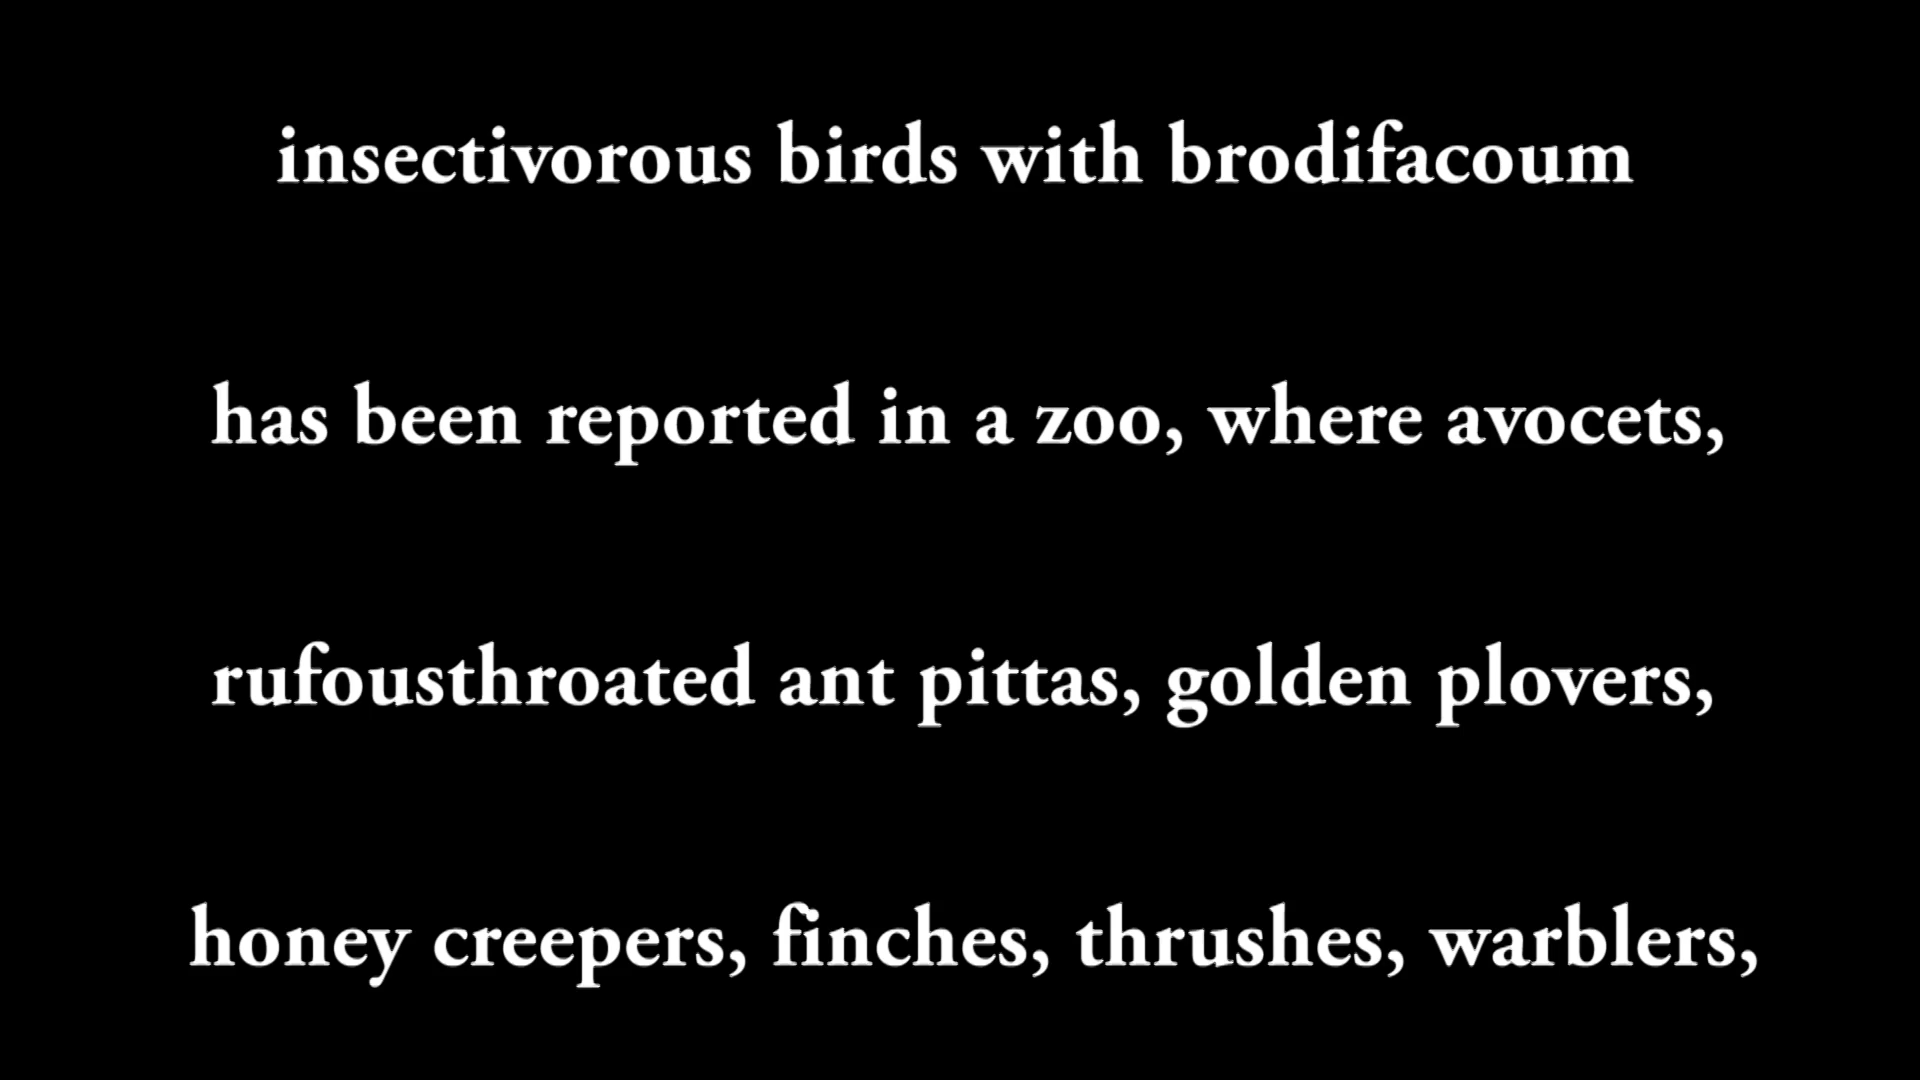 insectivorous birds with brodifacoum
has been reported in a zoo, where avocets,
rufousthroated ant pittas, golden plovers,
honey creepers, finches, thrushes, warblers,